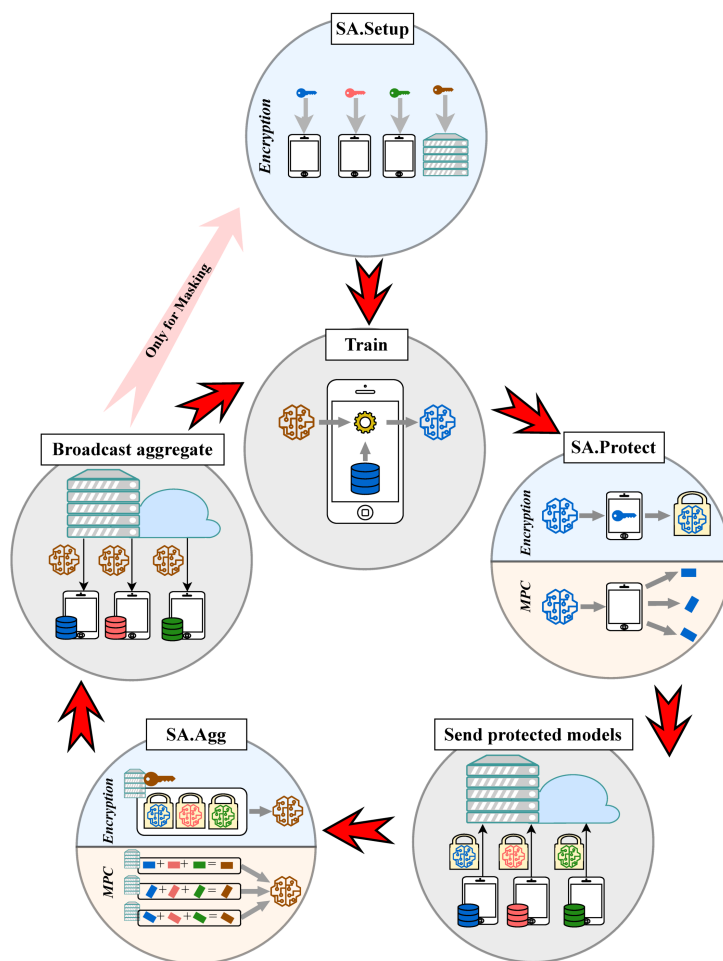 SA.Setup
Encryption
Only for Masking
Train
Broadcast aggregate
SA.Protect
Encryption
MPC
SA.Agg
Send protected models
Encryption
MPC
+ + =
+ + =
+ + =